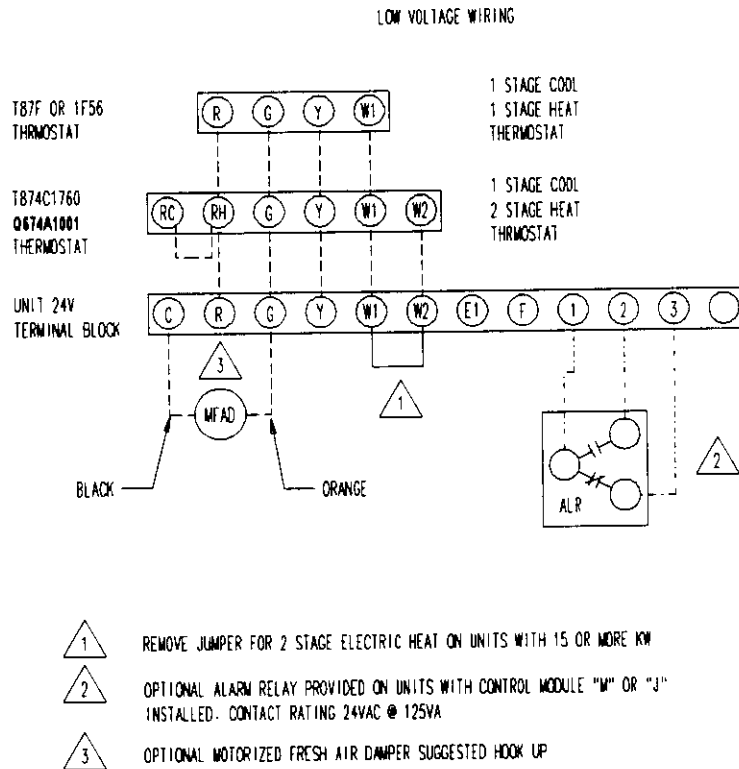 LOW VOLTAGE WIRING
T87F OR 1F56
THRMOSTAT
R G Y W1
1 STAGE COOL
1 STAGE HEAT
THERMOSTAT
T874C1760
Q674A1001
THERMOSTAT
RC RH G Y W1 W2
1 STAGE COOL
2 STAGE HEAT
THRMOSTAT
UNIT 24V
TERMINAL BLOCK
C R G Y W1 W2 E1 F 1 2 3
3
1
MFAD
BLACK
ORANGE
ALR
2
1 REMOVE JUMPER FOR 2 STAGE ELECTRIC HEAT ON UNITS WITH 15 OR MORE KW
2 OPTIONAL ALARM RELAY PROVIDED ON UNITS WITH CONTROL MODULE "M" OR "J"
INSTALLED. CONTACT RATING 24VAC @ 125VA
3 OPTIONAL MOTORIZED FRESH AIR DAMPER SUGGESTED HOOK UP